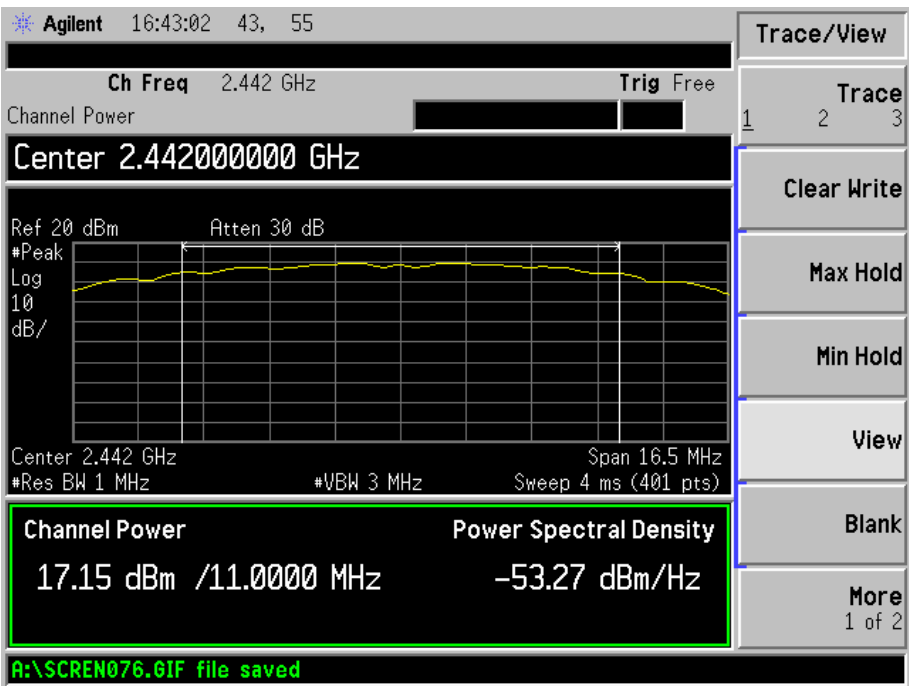 Agilent 16:43:02 43, 55
Trace/View
Ch Freq 2.442 GHz Trig Free
Channel Power
Trace
1 2 3
Center 2.442000000 GHz
Clear Write
Ref 20 dBm Atten 30 dB
#Peak
Log
10
dB/
Max Hold
Min Hold
View
Center 2.442 GHz Span 16.5 MHz
#Res BW 1 MHz #VBW 3 MHz Sweep 4 ms (401 pts)
Channel Power Power Spectral Density
17.15 dBm /11.0000 MHz -53.27 dBm/Hz
Blank
More
1 of 2
A:\SCREN076.GIF file saved